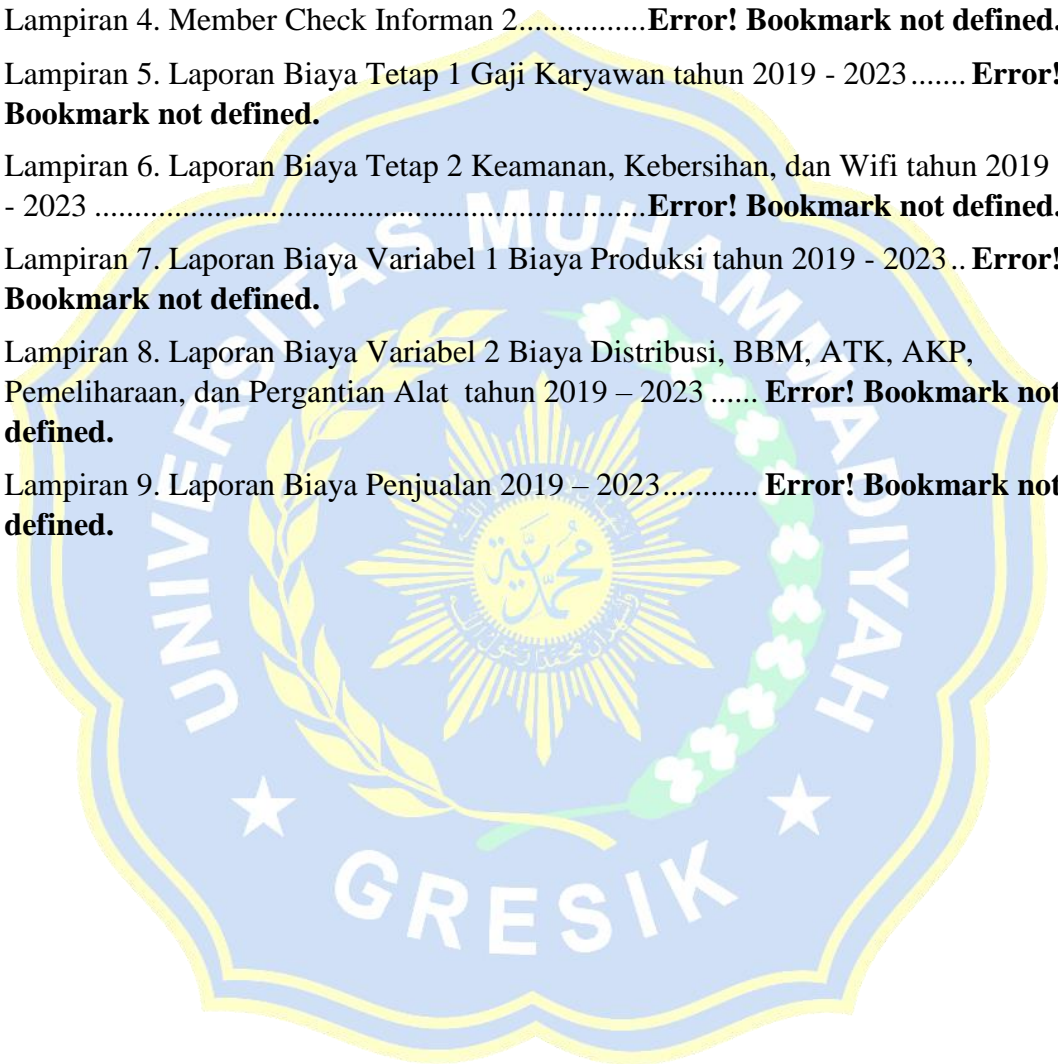 Lampiran 4. Member Check Informan 2................Error! Bookmark not defined.
Lampiran 5. Laporan Biaya Tetap 1 Gaji Karyawan tahun 2019 - 2023....... Error!
Bookmark not defined.
Lampiran 6. Laporan Biaya Tetap 2 Keamanan, Kebersihan, dan Wifi tahun 2019
- 2023 ......................................................................Error! Bookmark not defined.
Lampiran 7. Laporan Biaya Variabel 1 Biaya Produksi tahun 2019 - 2023.. Error!
Bookmark not defined.
Lampiran 8. Laporan Biaya Variabel 2 Biaya Distribusi, BBM, ATK, AKP,
Pemeliharaan, dan Pergantian Alat  tahun 2019 – 2023 ...... Error! Bookmark not
defined.
Lampiran 9. Laporan Biaya Penjualan 2019 – 2023............ Error! Bookmark not
defined.
UNIVERSITAS MUHAMMADIYAH
GRESIK
محمدية